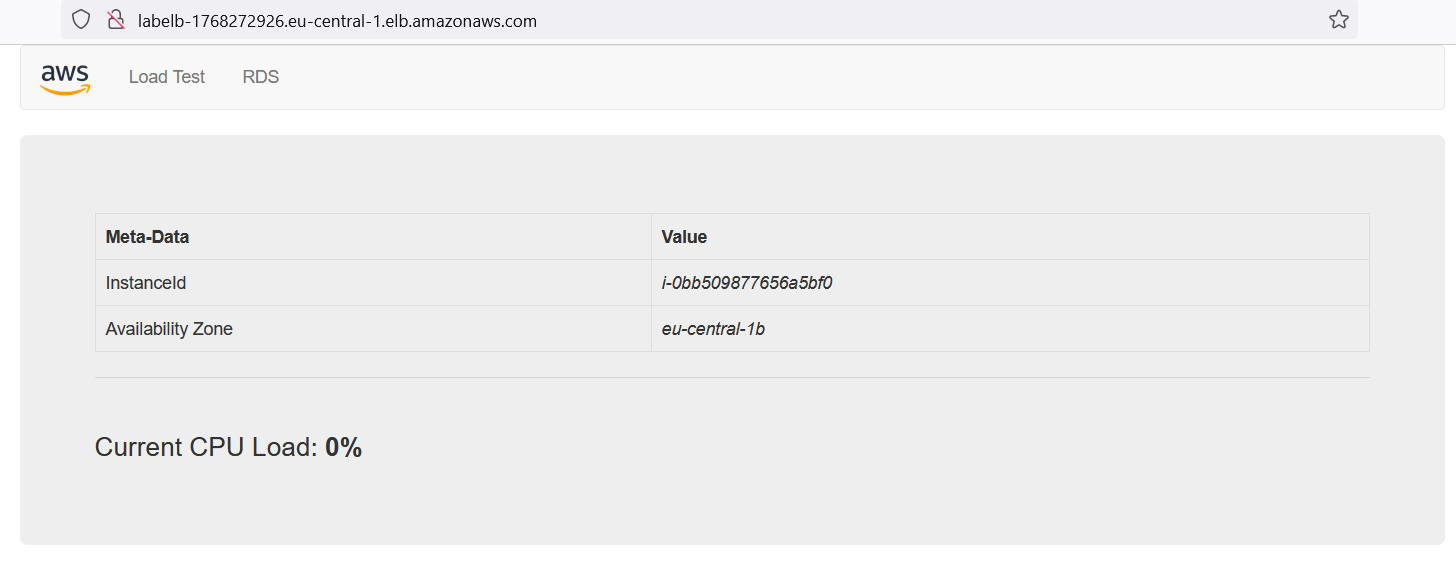 labelb-1768272926.eu-central-1.elb.amazonaws.com
aws Load Test RDS
Meta-Data Value
InstanceId i-0bb509877656a5bf0
Availability Zone eu-central-1b
Current CPU Load: 0%